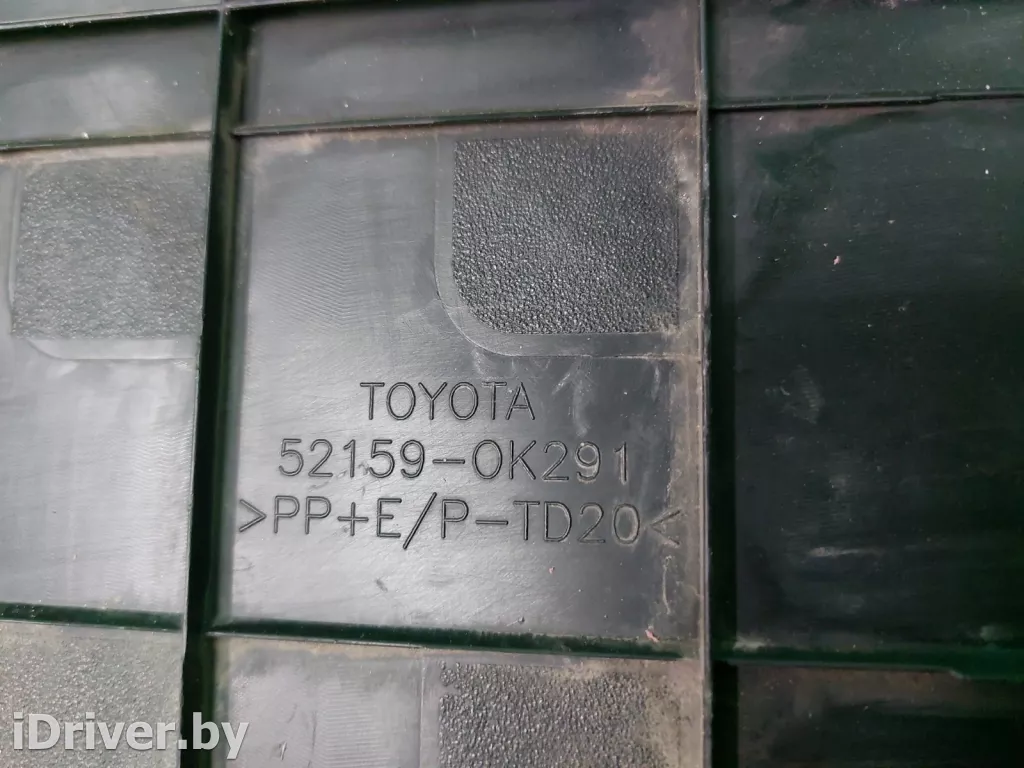 TOYOTA
52159-0K291
>PP+E/P-TD20<
iDriver.by